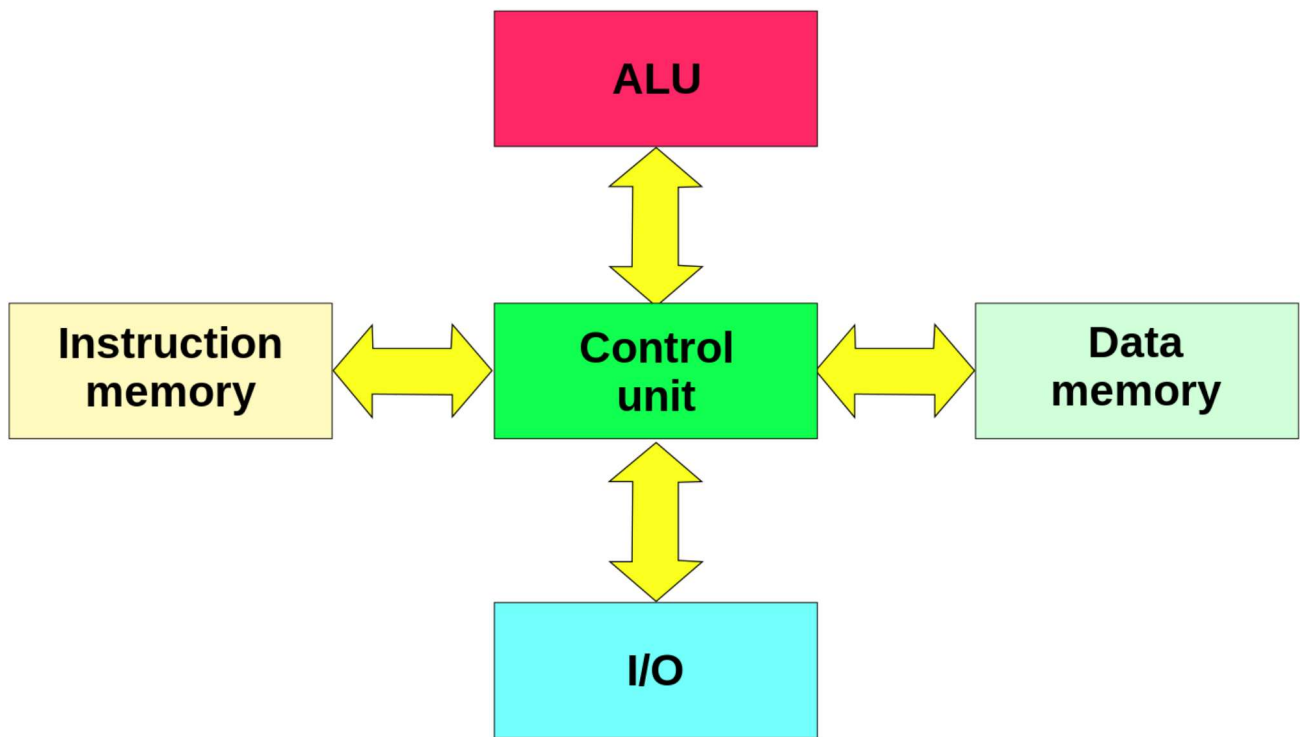 ALU
Instruction
memory
Control
unit
Data
memory
I/O